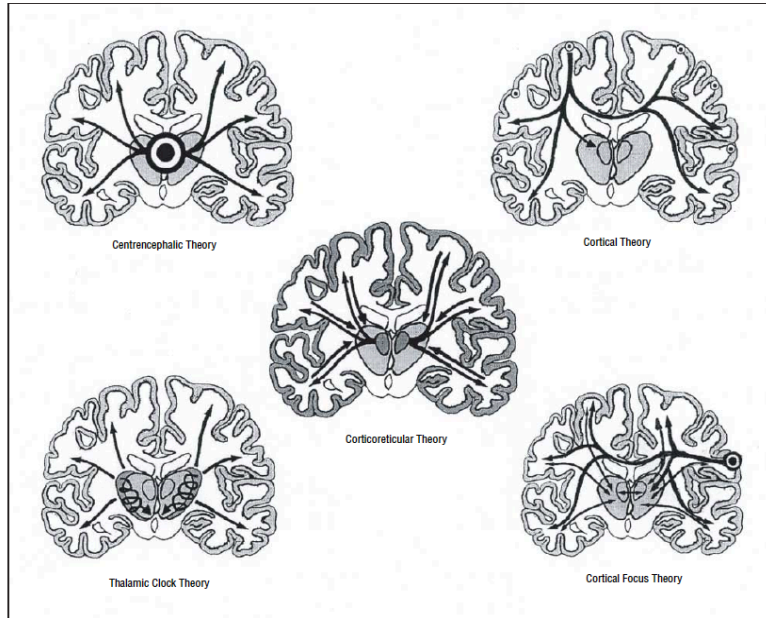 Centrencephalic Theory
Cortical Theory
Corticoreticular Theory
Thalamic Clock Theory
Cortical Focus Theory